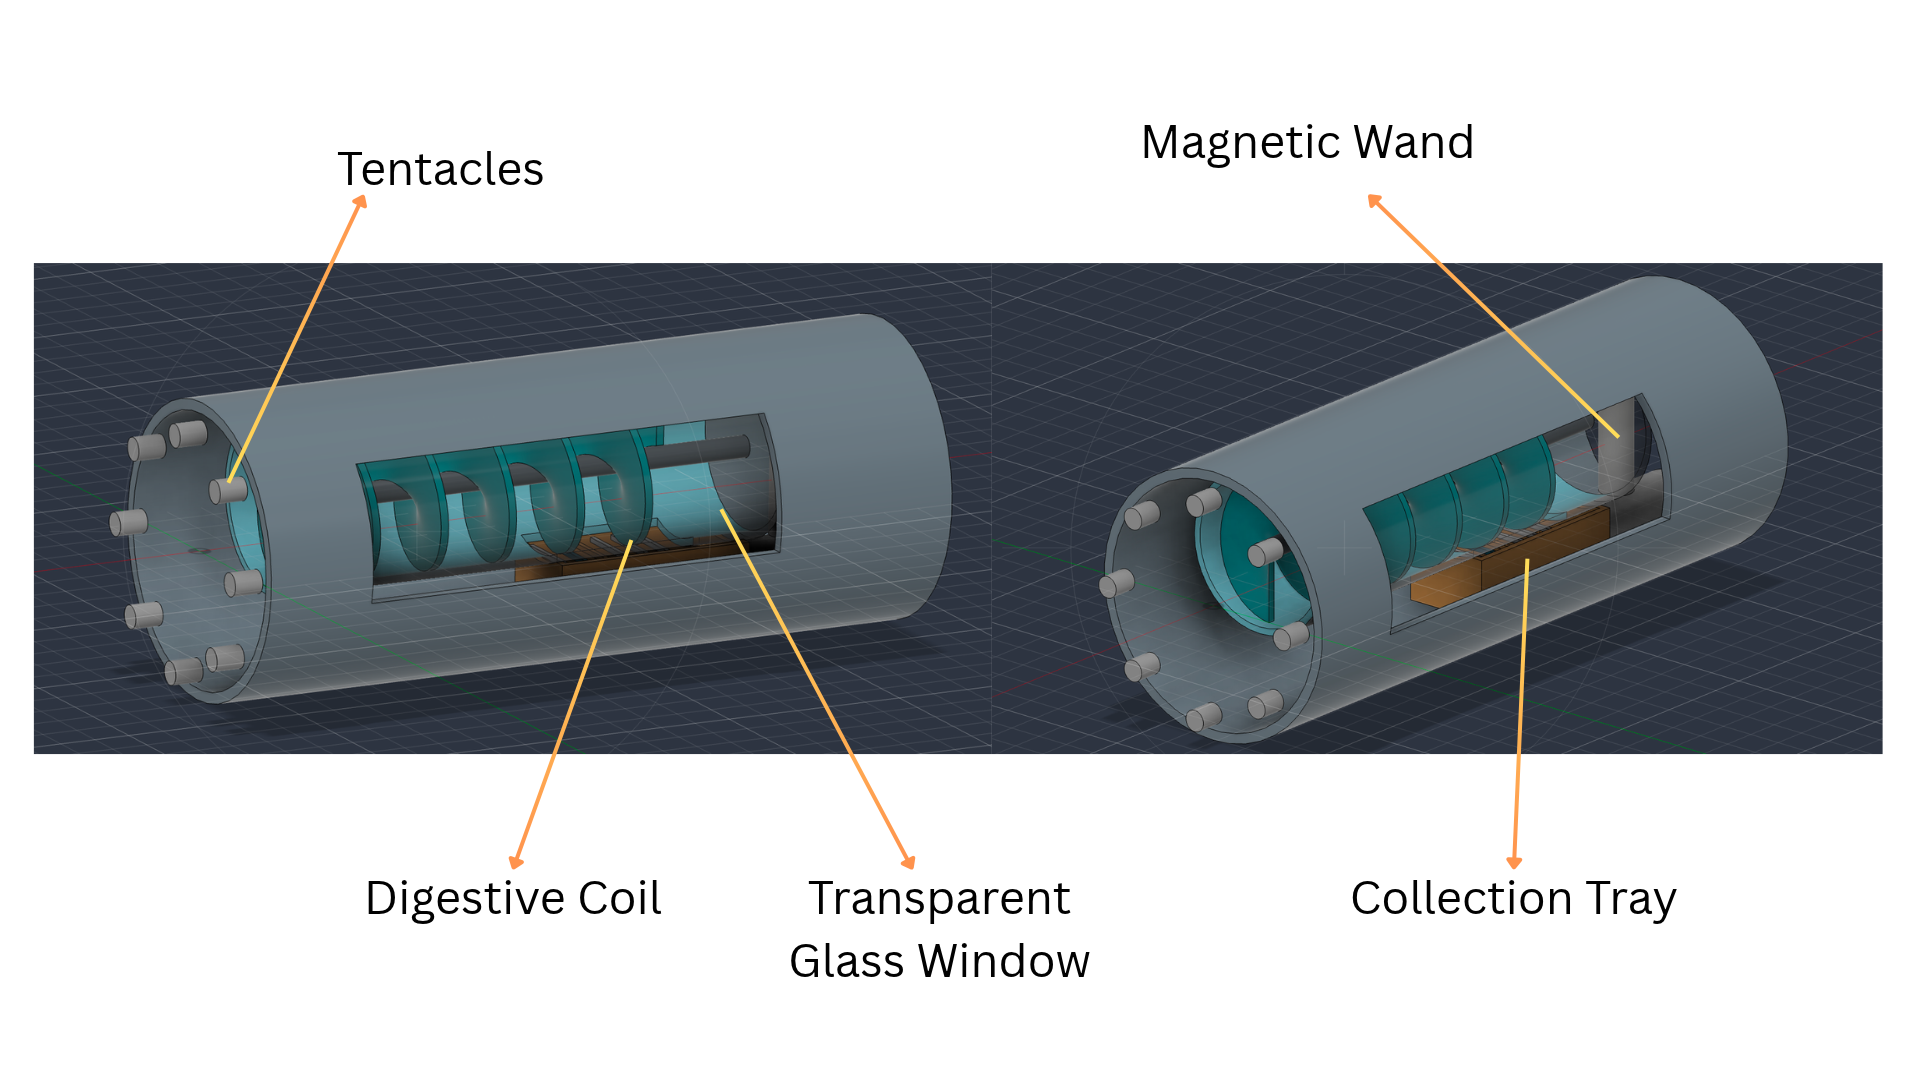 Tentacles
Magnetic Wand
Digestive Coil
Transparent
Glass Window
Collection Tray